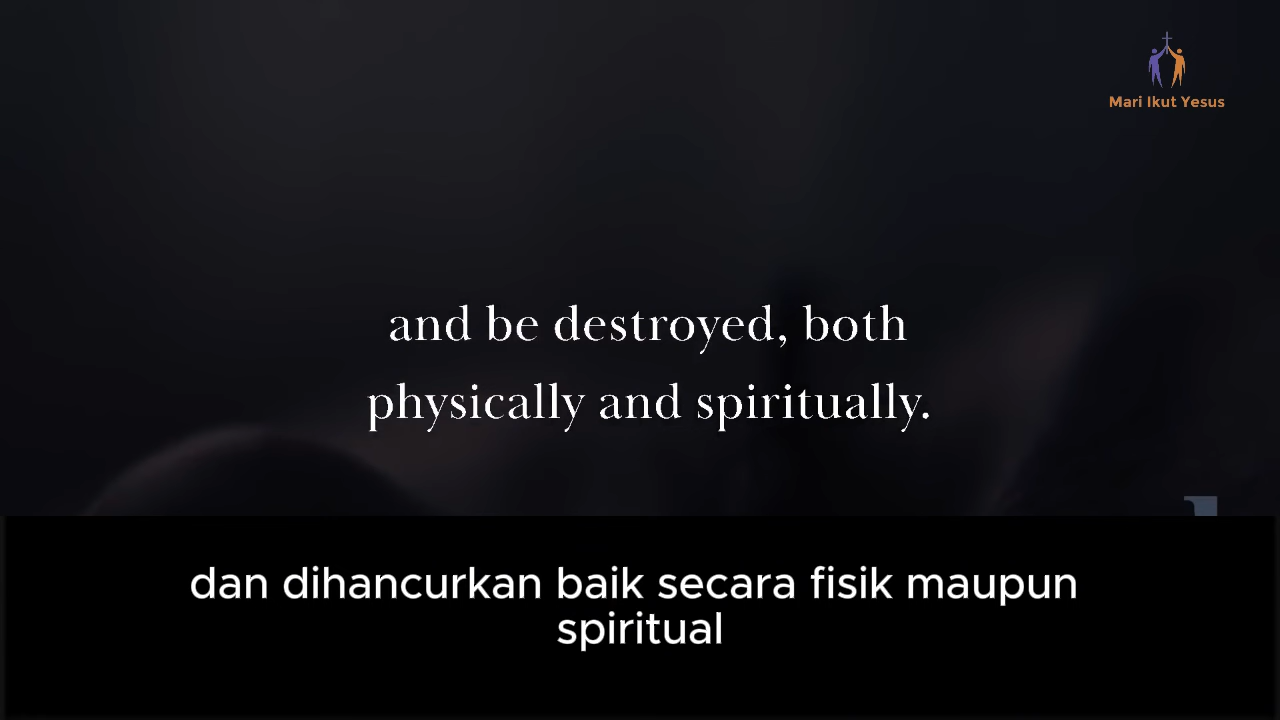 Mari Ikut Yesus
and be destroyed, both
physically and spiritually.
dan dihancurkan baik secara fisik maupun
spiritual